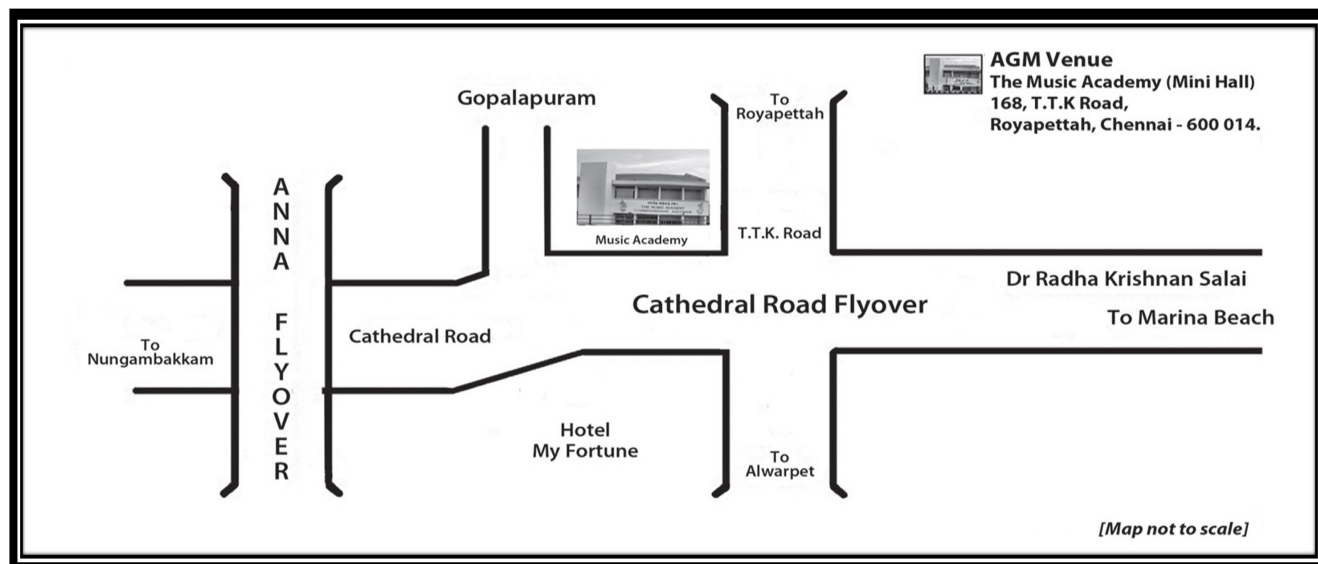 AGM Venue
The Music Academy (Mini Hall)
168, T.T.K Road,
Royapettah, Chennai - 600 014.
Gopalapuram
To
Royapettah
ANNA FLYOVER
Music Academy
T.T.K. Road
Dr Radha Krishnan Salai
Cathedral Road Flyover
To Marina Beach
Cathedral Road
To
Nungambakkam
Hotel
My Fortune
To
Alwarpet
[Map not to scale]